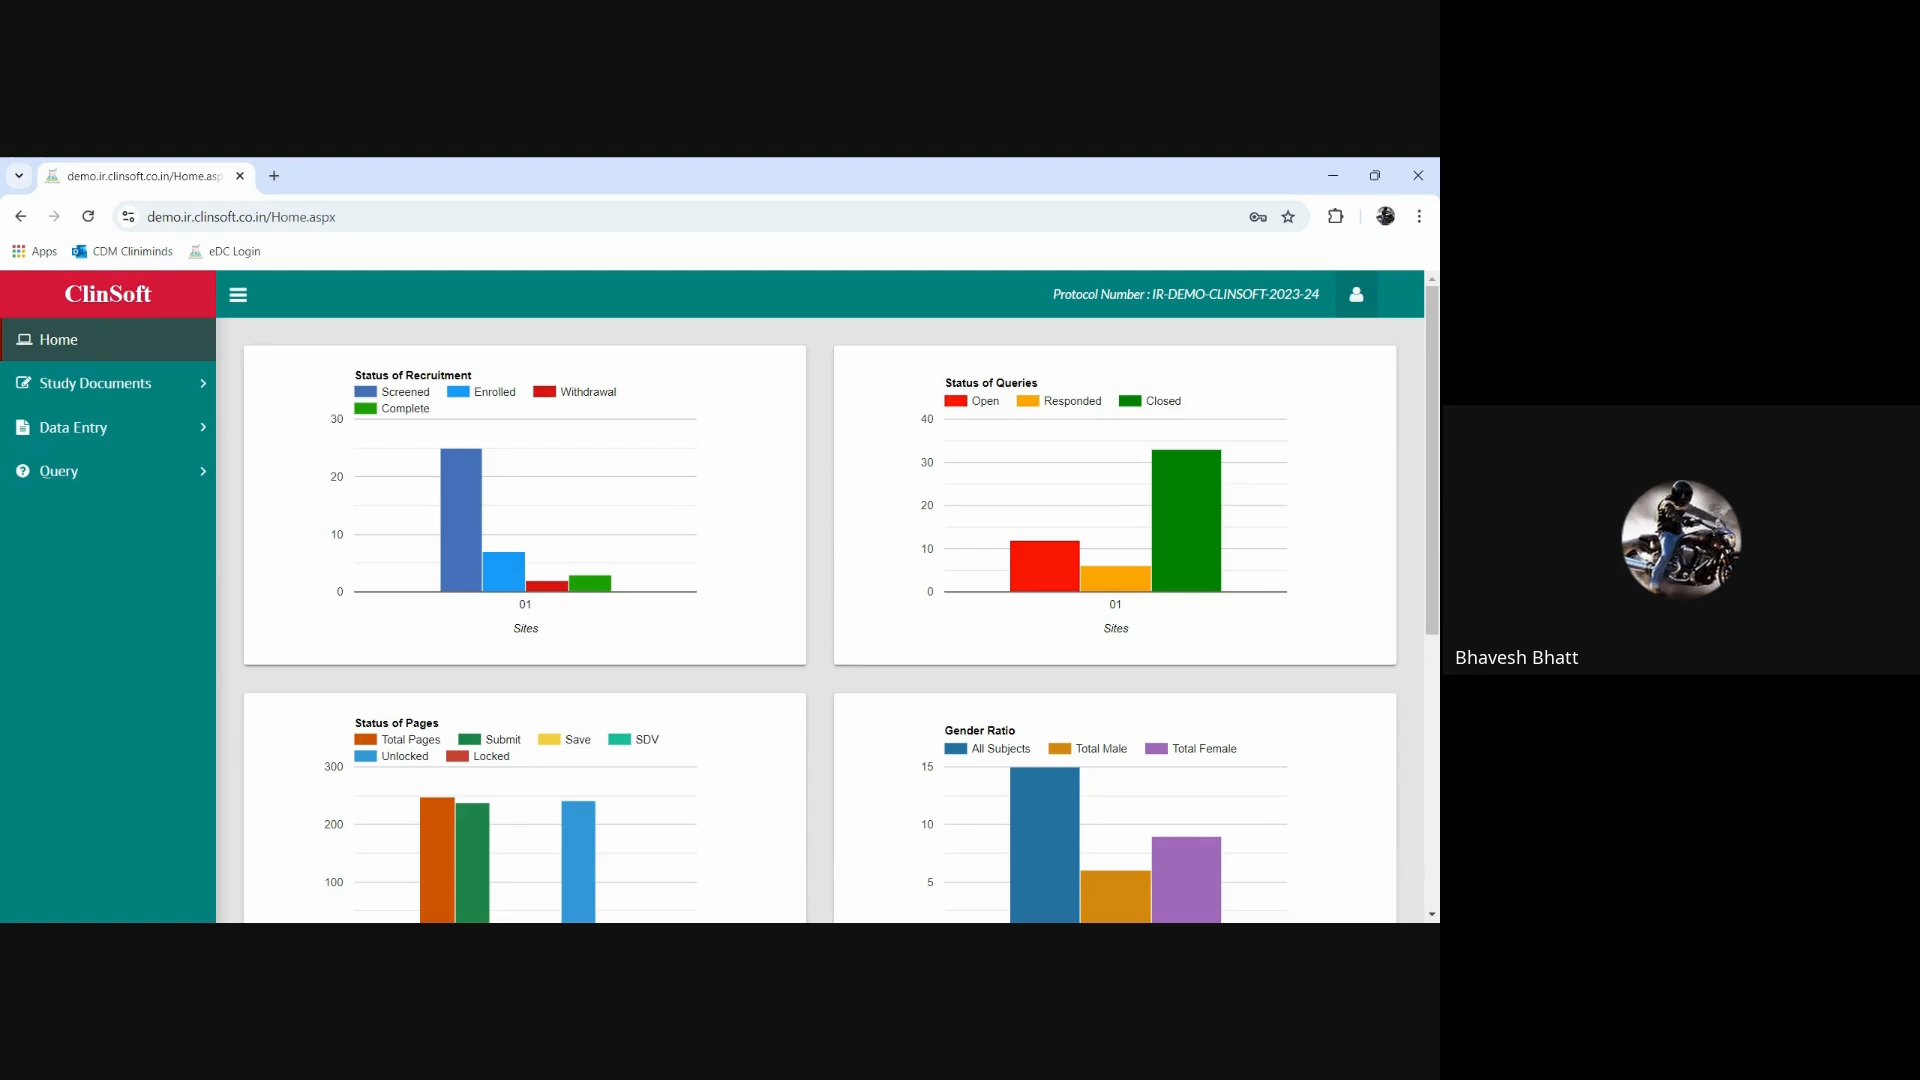 demo.ir.clinsoft.co.in/Home.asp
demo.ir.clinsoft.co.in/Home.aspx
Apps
CDM Cliniminds
eDC Login
ClinSoft
Protocol Number : IR-DEMO-CLINSOFT-2023-24
Home
Study Documents
Data Entry
Query
Status of Recruitment
Screened Enrolled Withdrawal
Complete
30
20
10
0
01
Sites
Status of Queries
Open Responded Closed
40
30
20
10
0
01
Sites
Status of Pages
Total Pages Submit Save SDV
Unlocked Locked
300
200
100
Gender Ratio
All Subjects Total Male Total Female
15
10
5
Bhavesh Bhatt